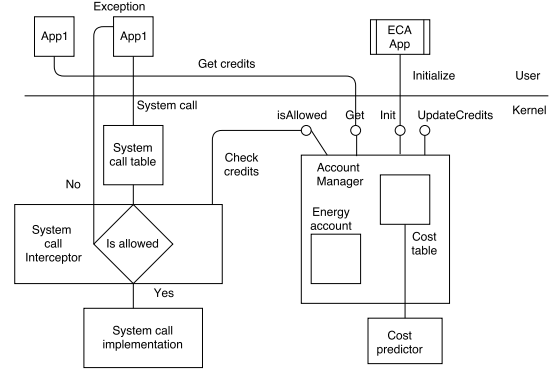 Exception
App1
App1
ECA
App
Get credits
Initialize
User
System call
Kernel
isAllowed
Get
Init
UpdateCredits
System
call table
Check
credits
Account
Manager
No
Energy
account
System
call
Interceptor
Is allowed
Cost
table
Yes
System call
implementation
Cost
predictor